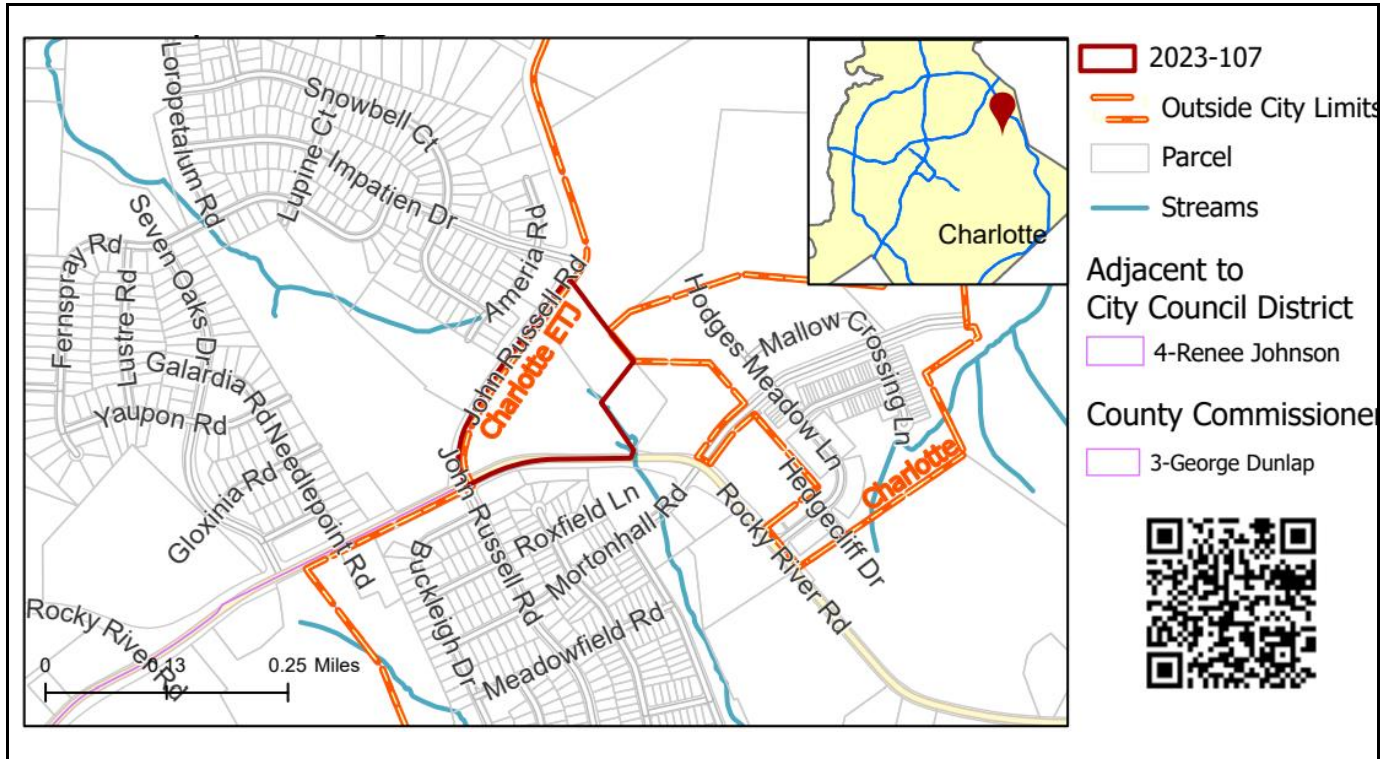 Loropetalum Rd
Snowbell Ct
Lupine Ct
Impatien Dr
Seven Oaks Dr
Fernspray Rd
Lustre Rd
Ameria Rd
John Russell Rd
Charlotte ETJ
Galardia Rd
Yaupon Rd
Needlepoint Rd
Gloxinia Rd
Hodges Meadow Ln
Mallow
Crossing Ln
Charlotte
Hedgecliff Dr
John Russell Rd
Roxfield Ln
Mortonhall Rd
Buckleigh Dr
Meadowfield Rd
Rocky River Rd
Rocky River Rd
0 0.13 0.25 Miles
Charlotte
2023-107
Outside City Limits
Parcel
Streams
Adjacent to
City Council District
4-Renee Johnson
County Commissioner
3-George Dunlap